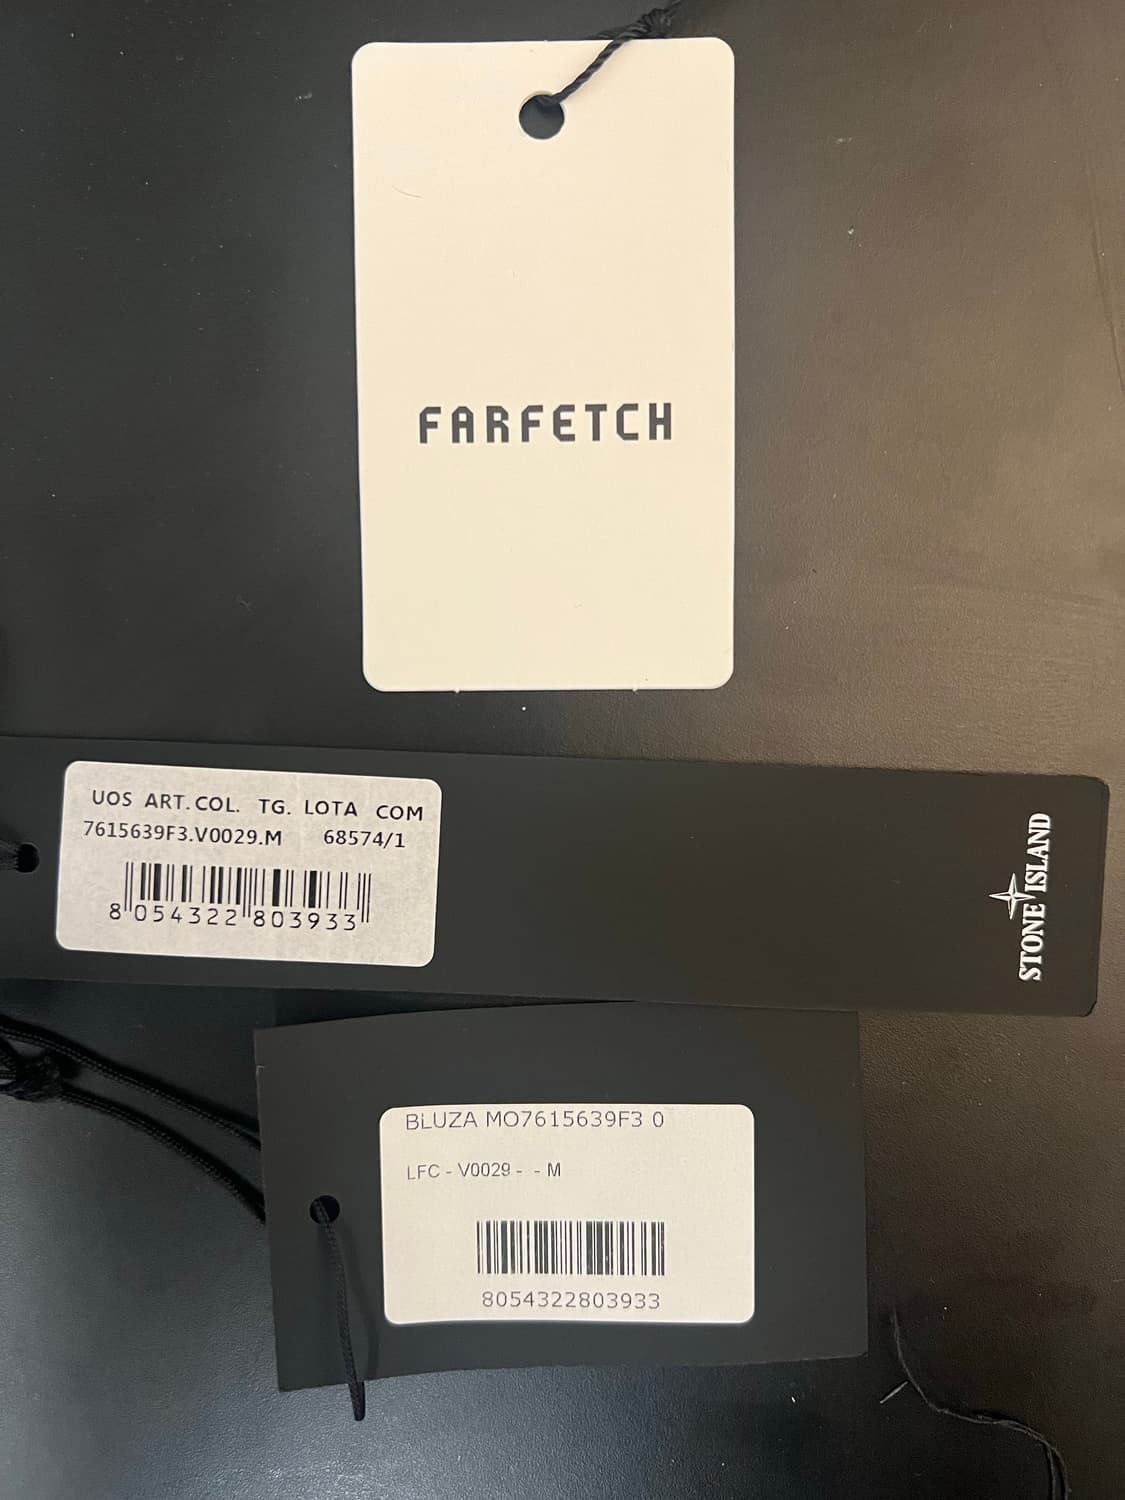 FARFETCH
UOS ART. COL. TG. LOTA COM
7615639F3.V0029.M 68574/1
8 054322 803933
STONE ISLAND
BLUZA MO7615639F3 0
LFC - V0029 - - M
8054322803933